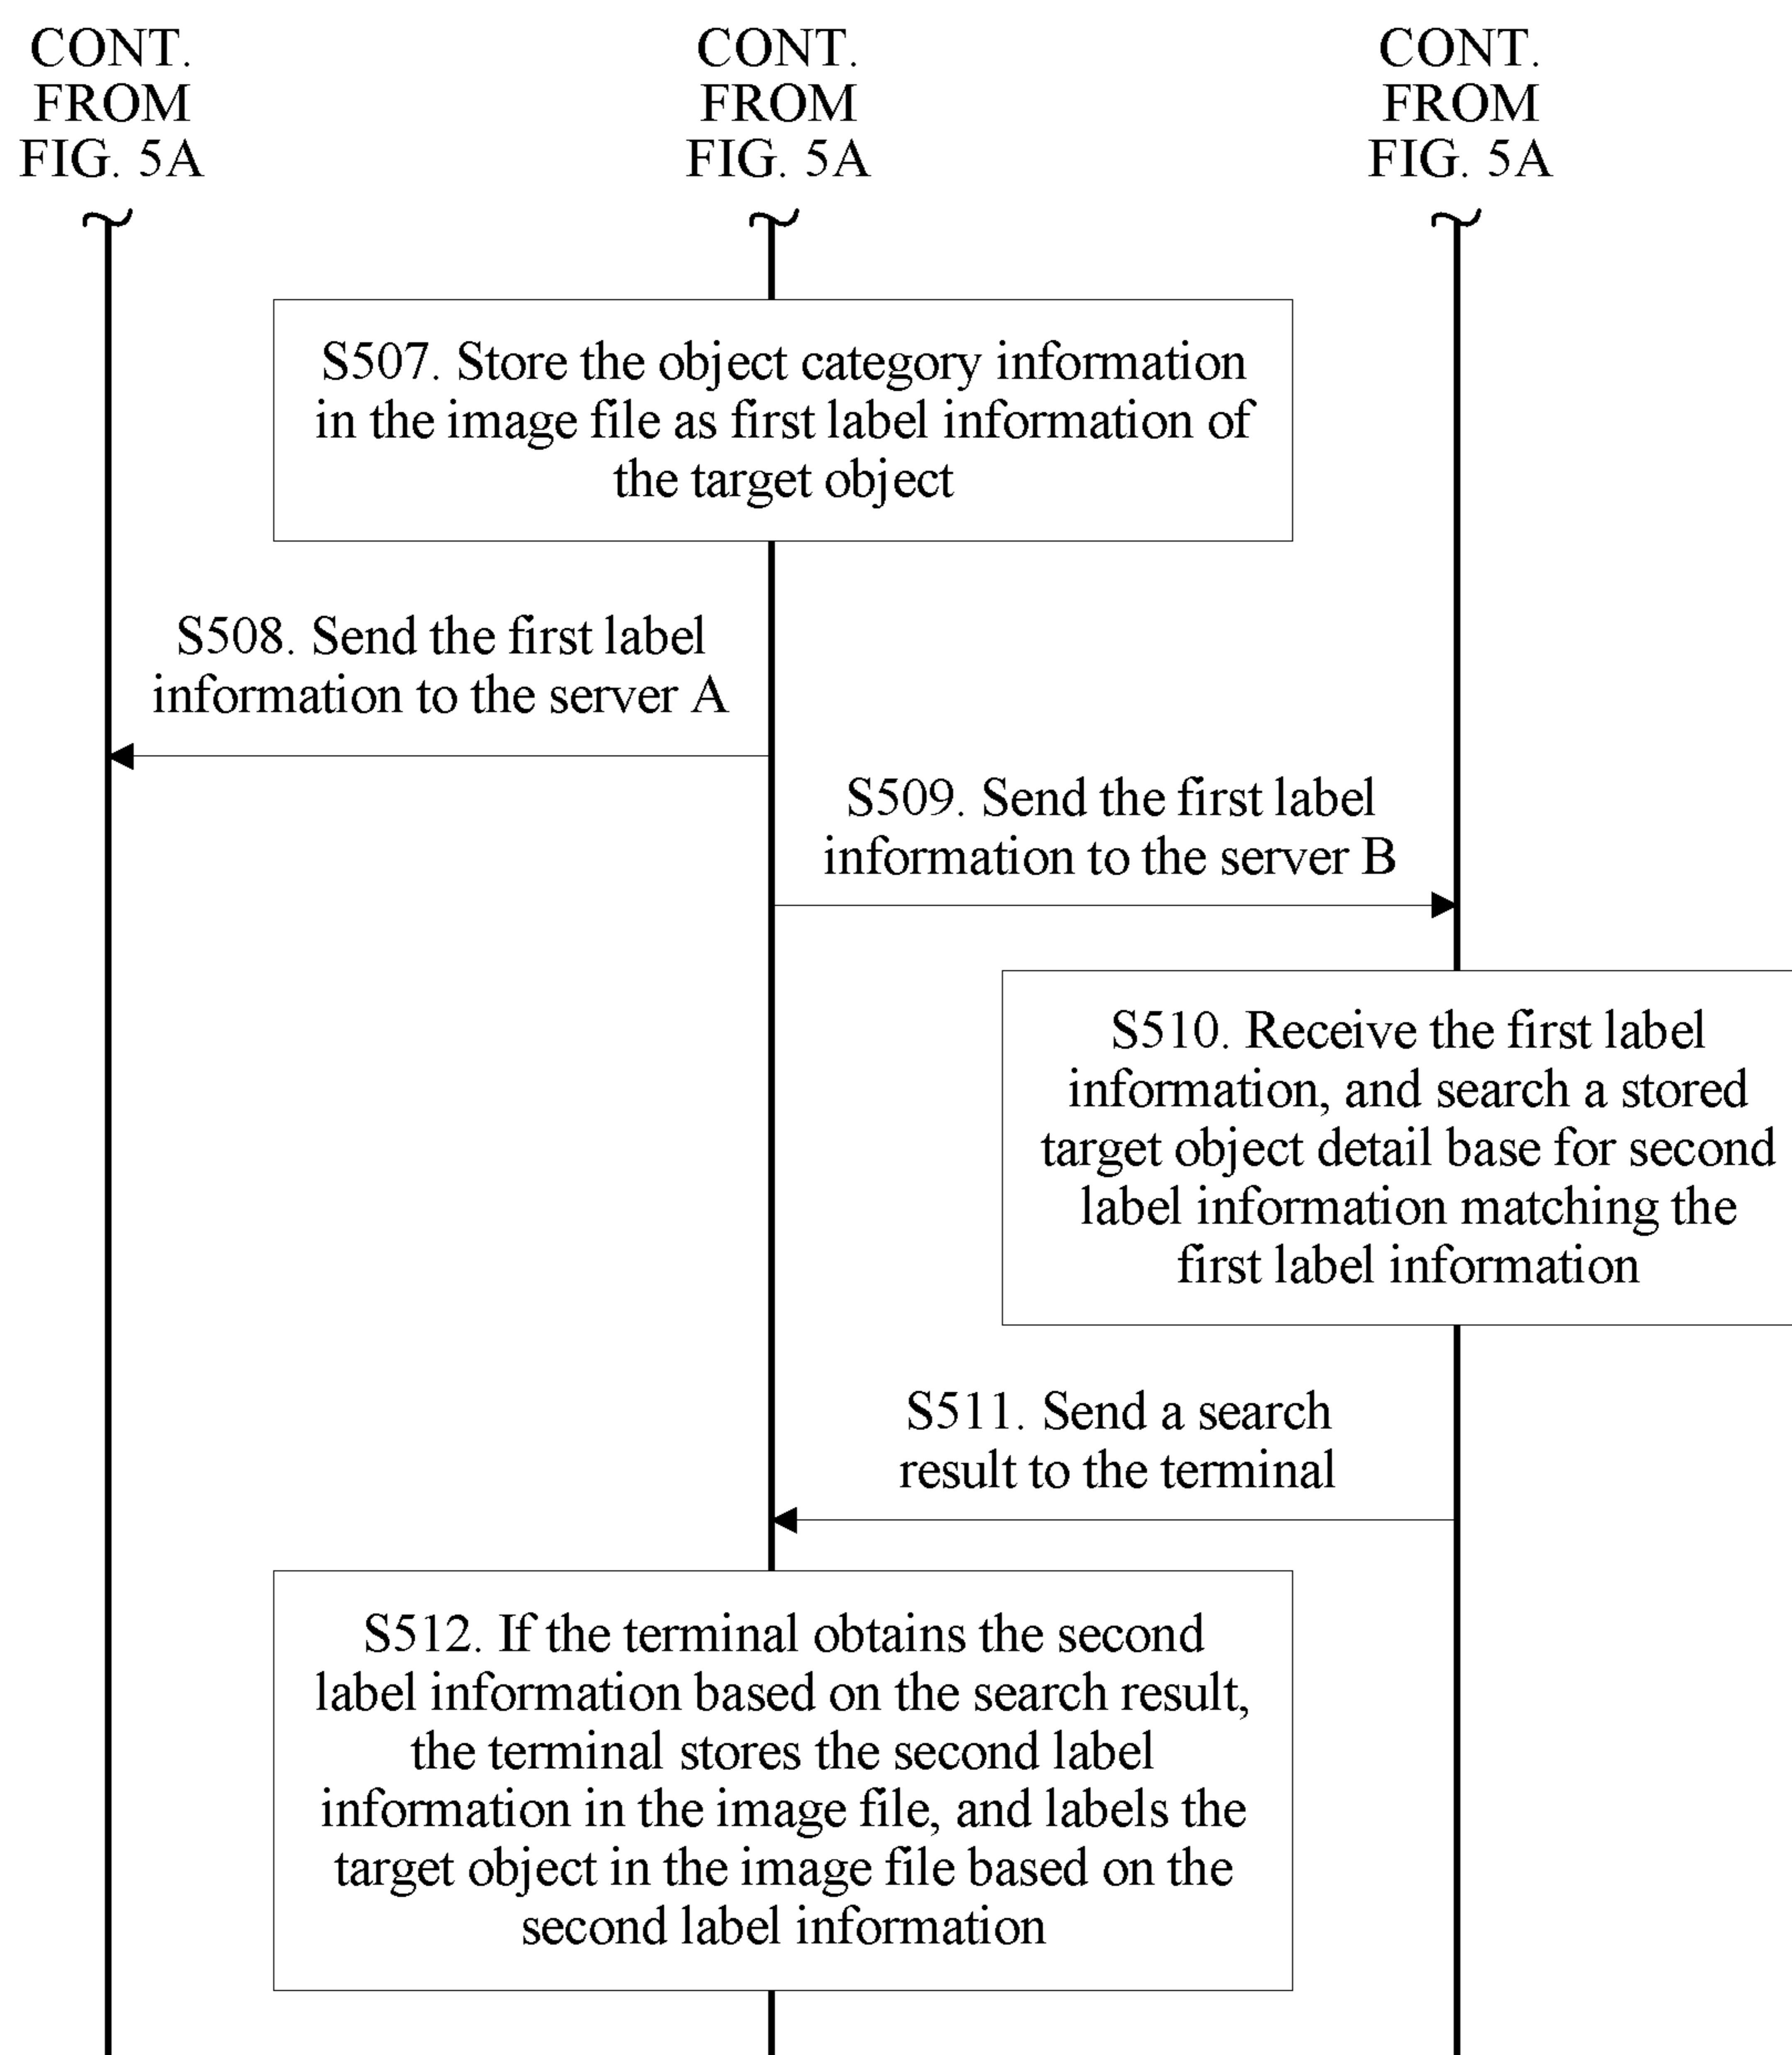 CONT.
FROM
FIG. 5A
CONT.
FROM
FIG. 5A
CONT.
FROM
FIG. 5A
S507. Store the object category information
in the image file as first label information of
the target object
S508. Send the first label
information to the server A
S509. Send the first label
information to the server B
S510. Receive the first label
information, and search a stored
target object detail base for second
label information matching the
first label information
S511. Send a search
result to the terminal
S512. If the terminal obtains the second
label information based on the search result,
the terminal stores the second label
information in the image file, and labels the
target object in the image file based on the
second label information